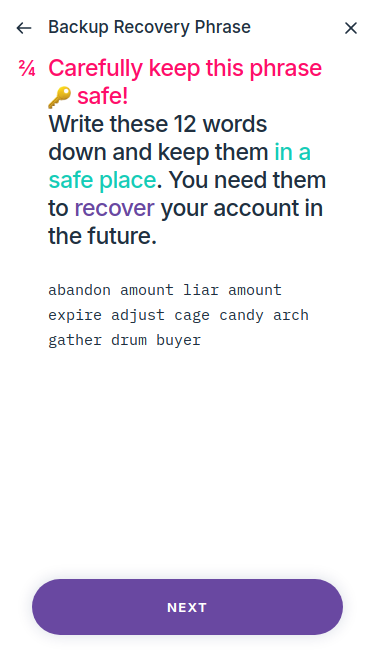 Backup Recovery Phrase
2/4 Carefully keep this phrase
🔑 safe!
Write these 12 words
down and keep them in a
safe place. You need them
to recover your account in
the future.
abandon amount liar amount
expire adjust cage candy arch
gather drum buyer
NEXT